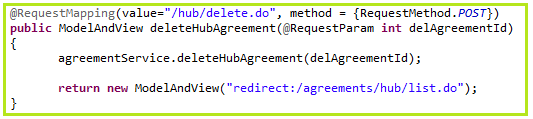 @RequestMapping(value="/hub/delete.do", method = {RequestMethod.POST})
public ModelAndView deleteHubAgreement(@RequestParam int delAgreementId)
{
agreementService.deleteHubAgreement(delAgreementId);
return new ModelAndView("redirect:/agreements/hub/list.do");
}